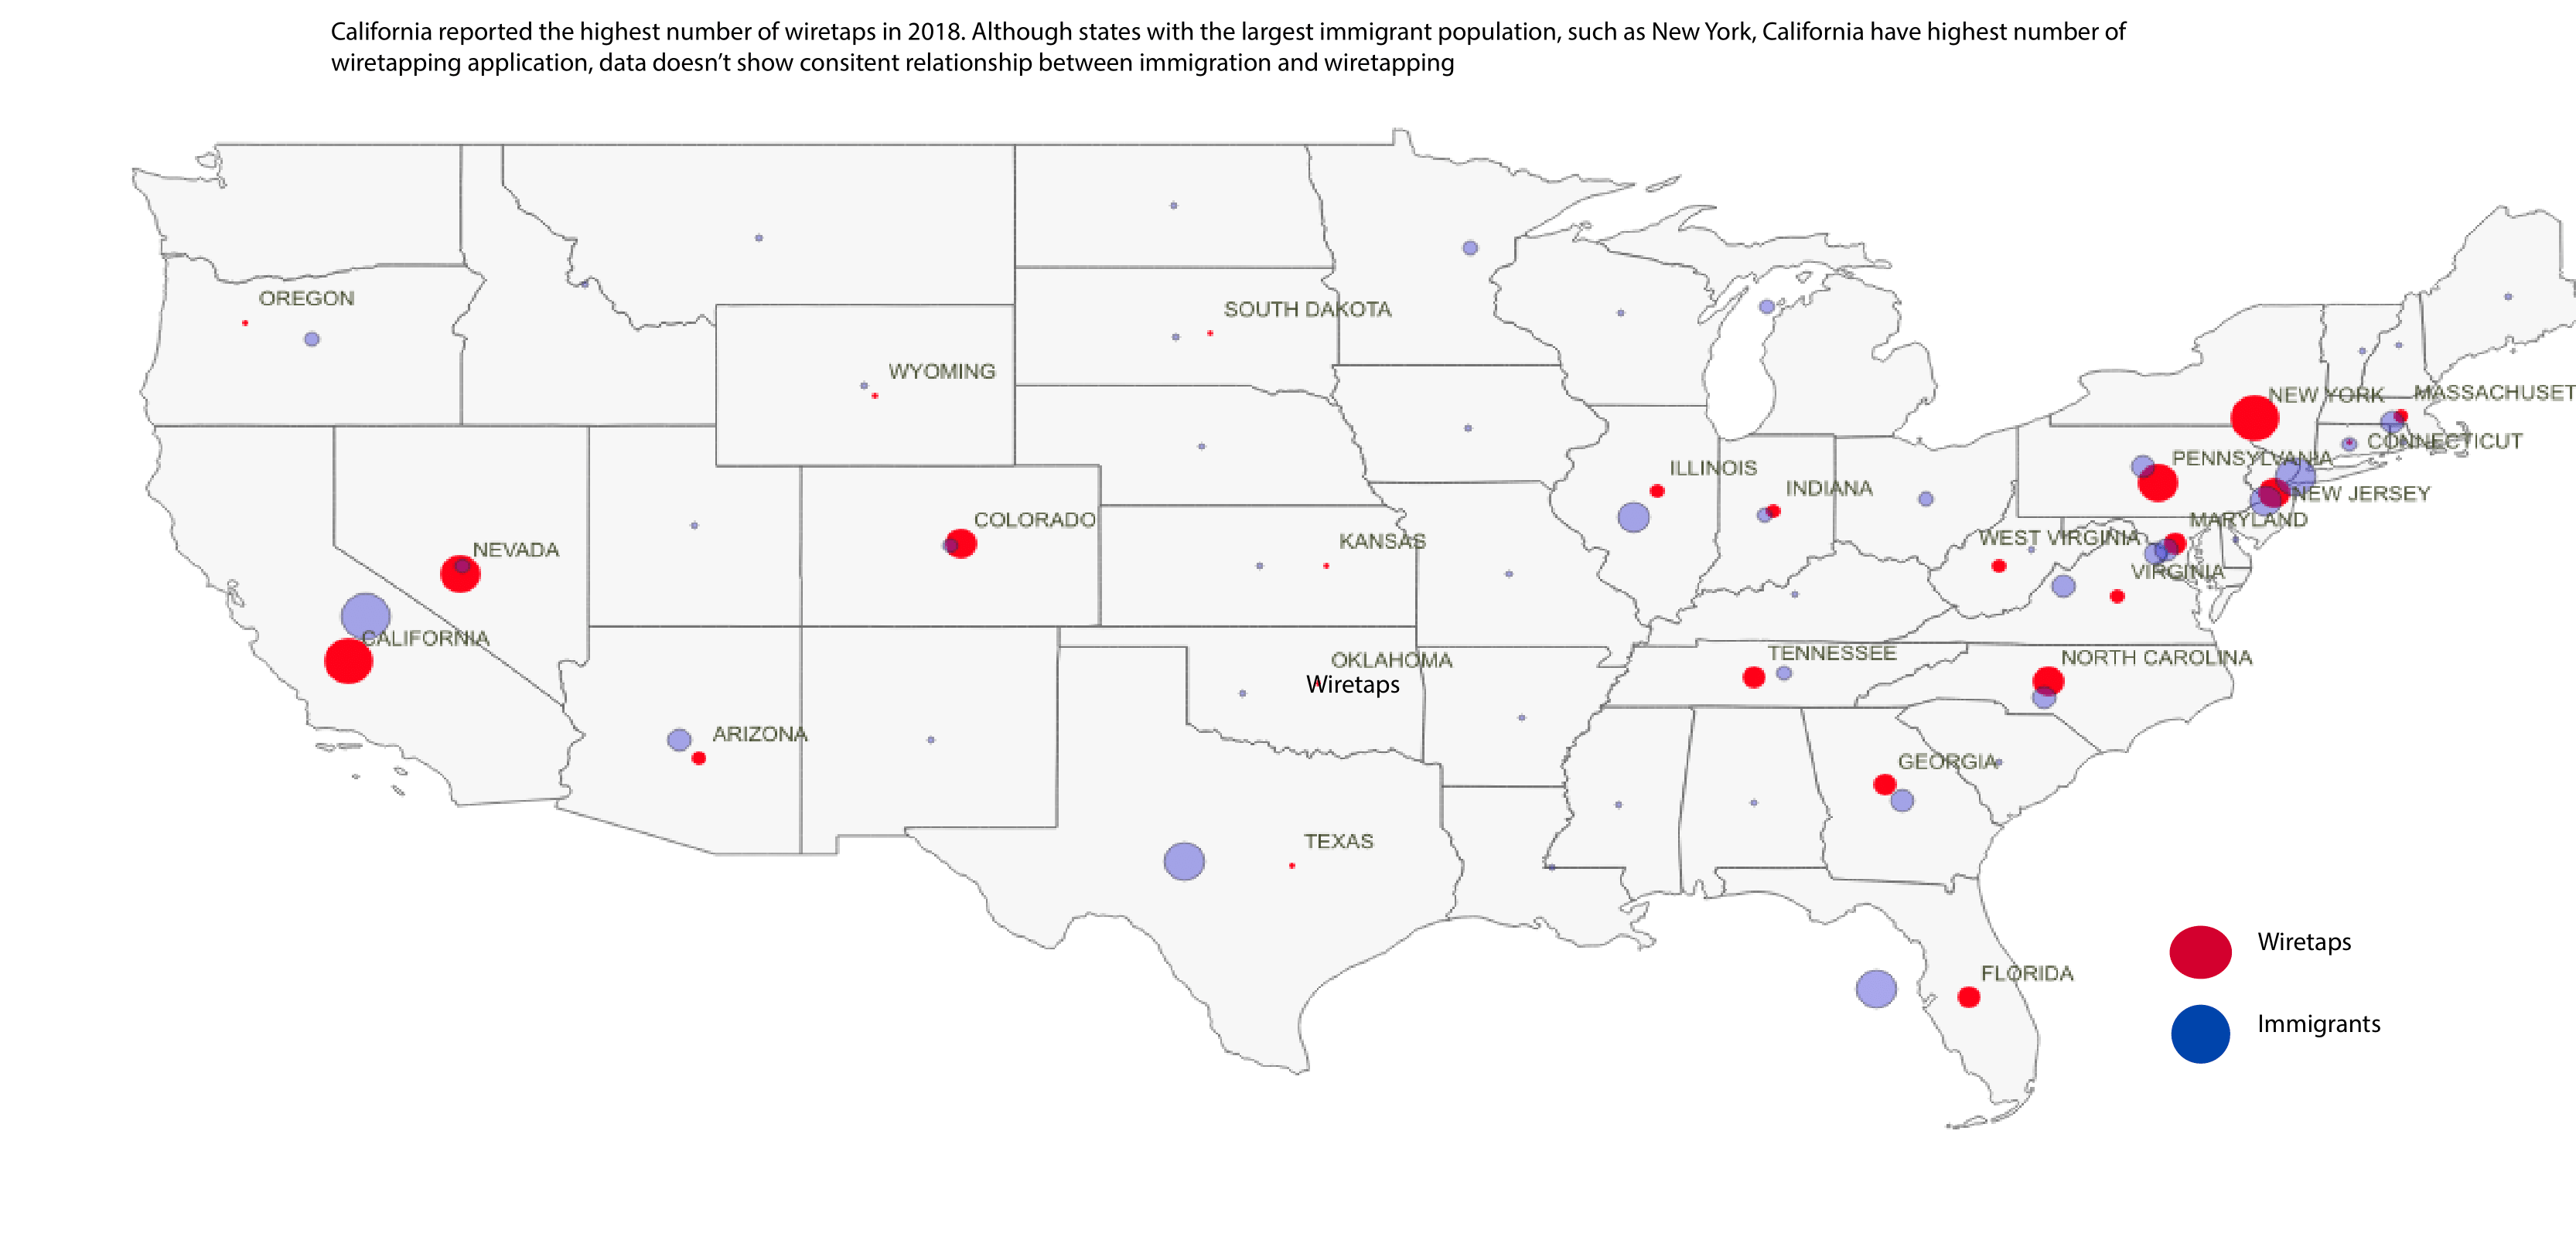 California reported the highest number of wiretaps in 2018. Although states with the largest immigrant population, such as New York, California have highest number of
wiretapping application, data doesn’t show consitent relationship between immigration and wiretapping
OREGON
SOUTH DAKOTA
WYOMING
NEW YORK
MASSACHUSET
CONNECTICUT
PENNSYLVANIA
ILLINOIS
INDIANA
NEW JERSEY
COLORADO
MARYLAND
WEST VIRGINIA
KANSAS
NEVADA
VIRGINIA
CALIFORNIA
TENNESSEE
NORTH CAROLINA
OKLAHOMA
Wiretaps
ARIZONA
GEORGIA
TEXAS
Wiretaps
FLORIDA
Immigrants